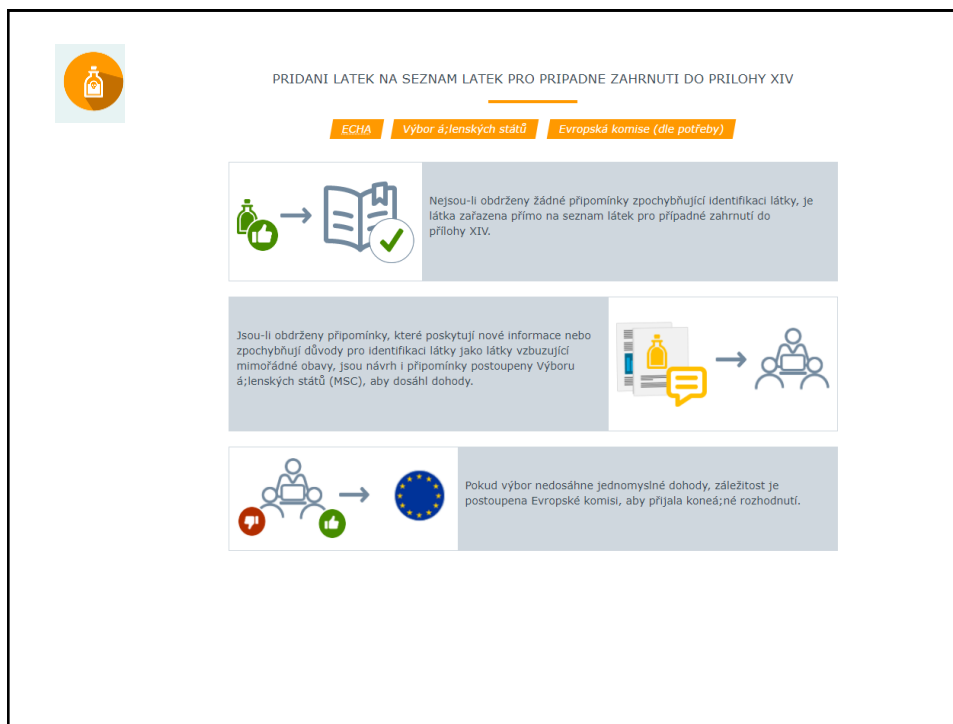 PRIDANI LATEK NA SEZNAM LATEK PRO PRIPADNE ZAHRNUTI DO PRILOHY XIV
ECHA Výbor á;lenských států Evropská komise (dle potřeby)
Nejsou-li obdrženy žádné připomínky zpochybňující identifikaci látky, je
látka zařazena přímo na seznam látek pro případné zahrnutí do
přílohy XIV.
Jsou-li obdrženy připomínky, které poskytují nové informace nebo
zpochybňují důvody pro identifikaci látky jako látky vzbuzující
mimořádné obavy, jsou návrh i připomínky postoupeny Výboru
á;lenských států (MSC), aby dosáhl dohody.
Pokud výbor nedosáhne jednomyslné dohody, záležitost je
postoupena Evropské komisi, aby přijala koneá;né rozhodnutí.